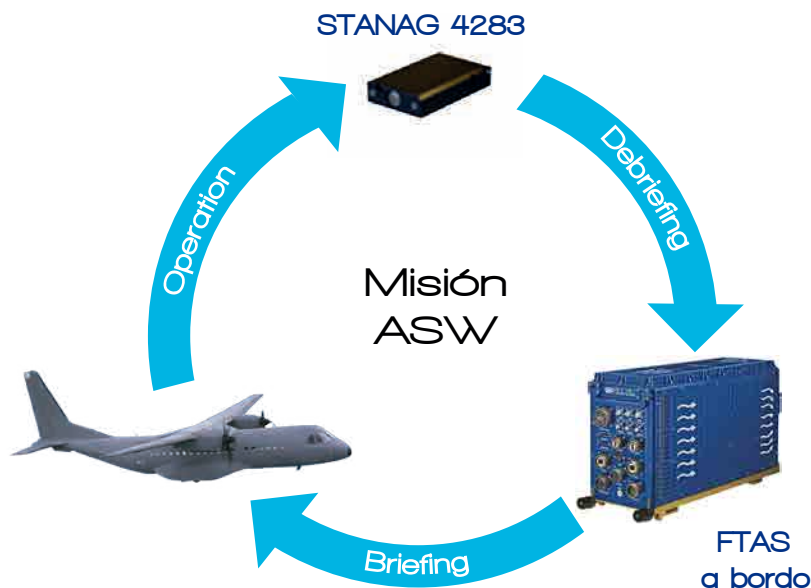 STANAG 4283
Debriefing
Operation
Misión
ASW
FTAS
a bordo
Briefing